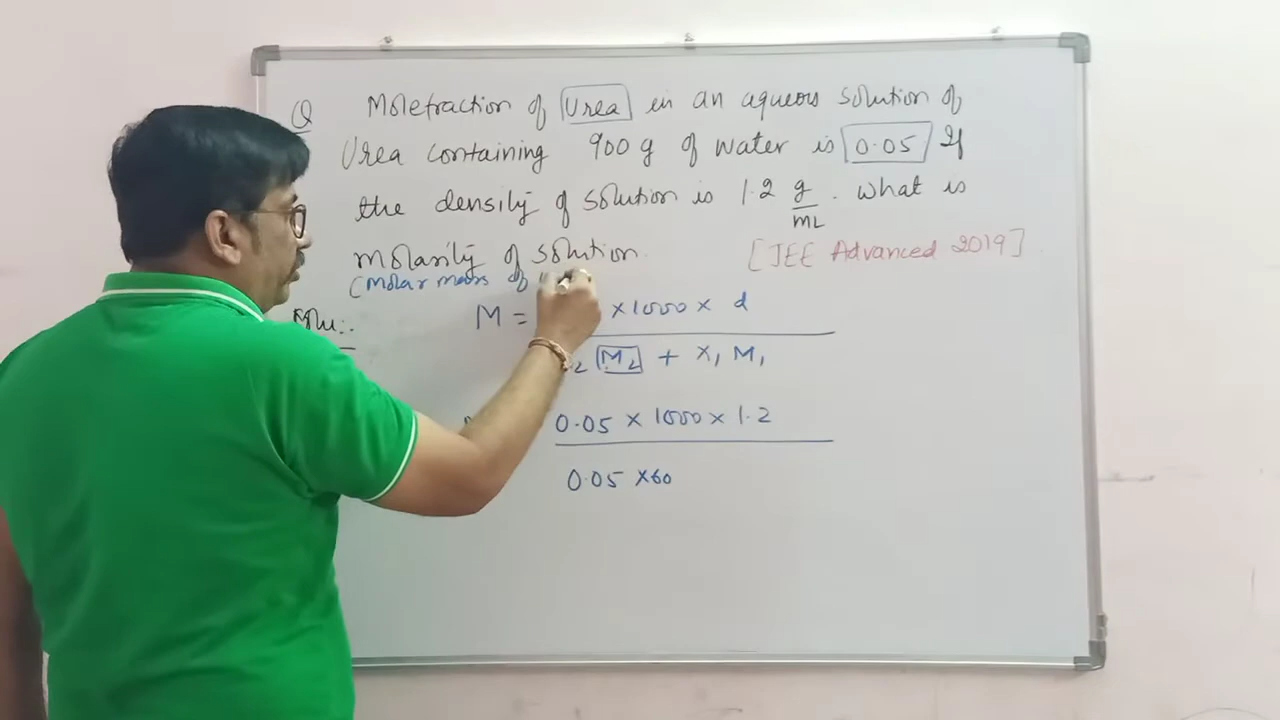 Q Molefraction of Urea in an aqueous solution of
Urea containing 900 g of water is 0.05 If
the density of solution is 1.2 g/mL. What is
molarity of solution. [JEE Advanced 2019]
(Molar mass of
Solu:-
M = x 1000 x d
2 M2 + x1 M1
0.05 x 1000 x 1.2
0.05 x 60